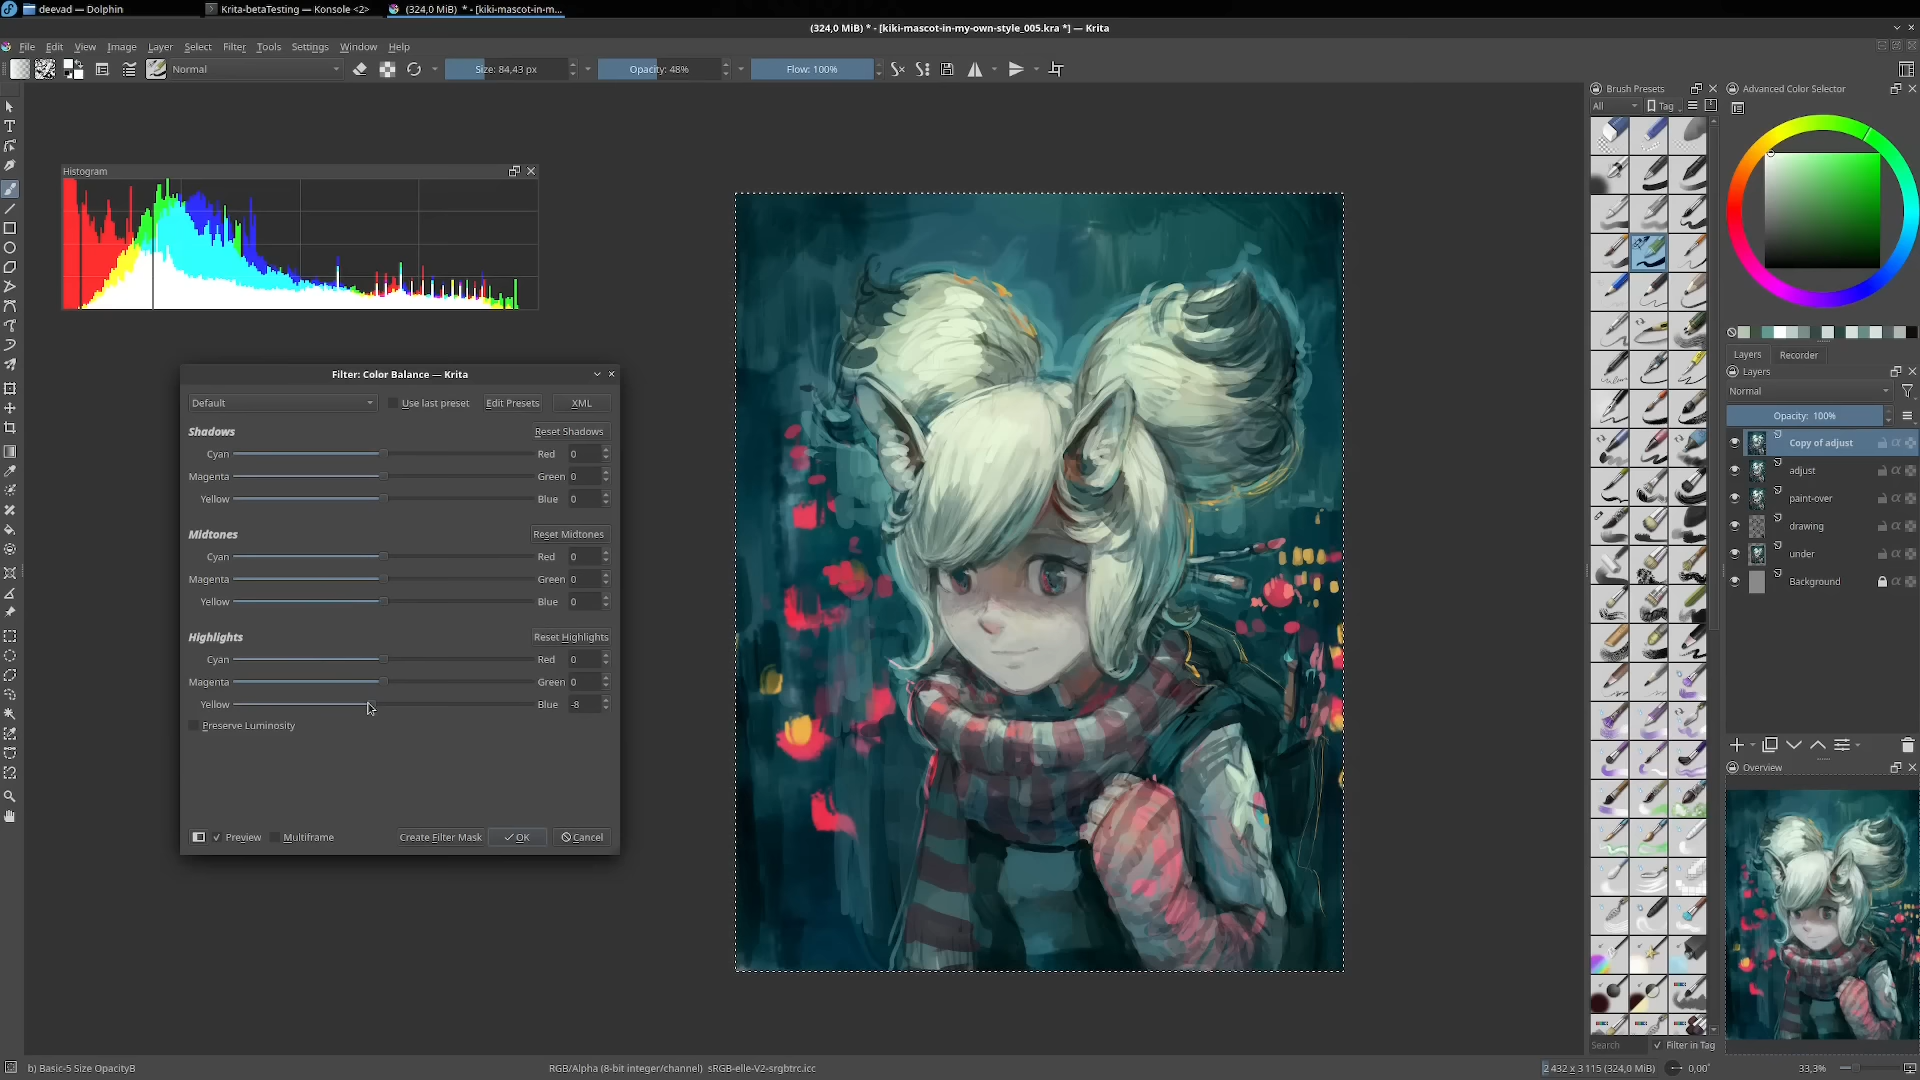 deevad — Dolphin
Krita-betaTesting — Konsole <2>
(324,0 MiB) * - [kiki-mascot-in-m...
(324,0 MiB) * - [kiki-mascot-in-my-own-style_005.kra *] — Krita
File Edit View Image Layer Select Filter Tools Settings Window Help
Normal
Size: 84,43 px
Opacity: 48%
Flow: 100%
Brush Presets
All
Tag
Advanced Color Selector
Histogram
Filter: Color Balance — Krita
Default
Use last preset
Edit Presets
XML
Shadows
Reset Shadows
Cyan Red 0
Magenta Green 0
Yellow Blue 0
Midtones
Reset Midtones
Cyan Red 0
Magenta Green 0
Yellow Blue 0
Highlights
Reset Highlights
Cyan Red 0
Magenta Green 0
Yellow Blue -8
Preserve Luminosity
Preview
Multiframe
Create Filter Mask
OK
Cancel
Layers
Recorder
Layers
Normal
Opacity: 100%
Copy of adjust
adjust
paint-over
drawing
under
Background
Overview
Search
Filter in Tag
b) Basic-5 Size OpacityB
RGB/Alpha (8-bit integer/channel) sRGB-elle-V2-srgbtrc.icc
2 432 x 3 115 (324,0 MiB)
0,00°
33,3%